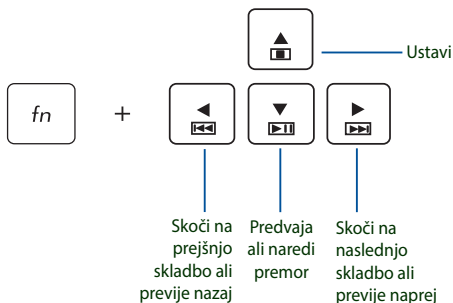 Ustavi
fn
+
Skoči na
prejšnjo
skladbo ali
previje nazaj
Predvaja
ali naredi
premor
Skoči na
naslednjo
skladbo ali
previje naprej